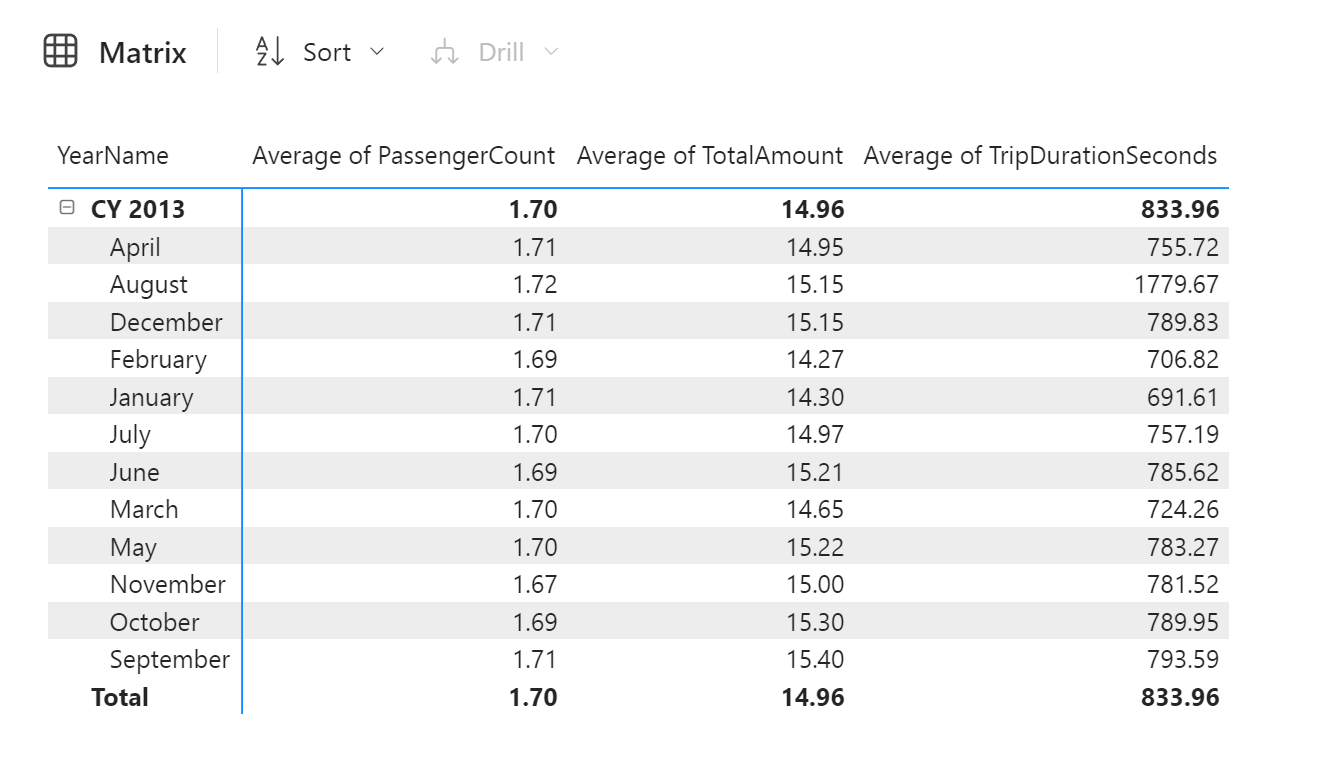 Matrix Sort Drill
YearName Average of PassengerCount Average of TotalAmount Average of TripDurationSeconds
CY 2013 1.70 14.96 833.96
April 1.71 14.95 755.72
August 1.72 15.15 1779.67
December 1.71 15.15 789.83
February 1.69 14.27 706.82
January 1.71 14.30 691.61
July 1.70 14.97 757.19
June 1.69 15.21 785.62
March 1.70 14.65 724.26
May 1.70 15.22 783.27
November 1.67 15.00 781.52
October 1.69 15.30 789.95
September 1.71 15.40 793.59
Total 1.70 14.96 833.96